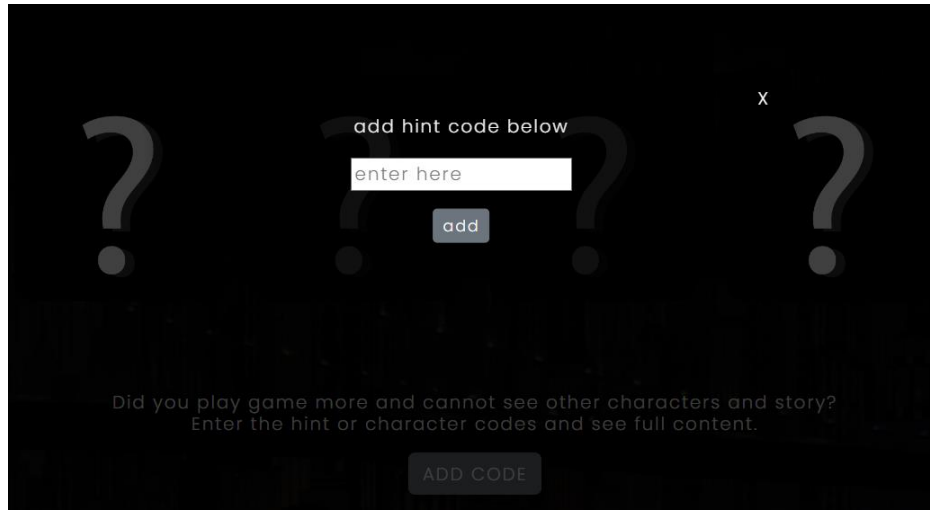 X
add hint code below
? ? ? ?
enter here
add
Did you play game more and cannot see other characters and story?
Enter the hint or character codes and see full content.
ADD CODE